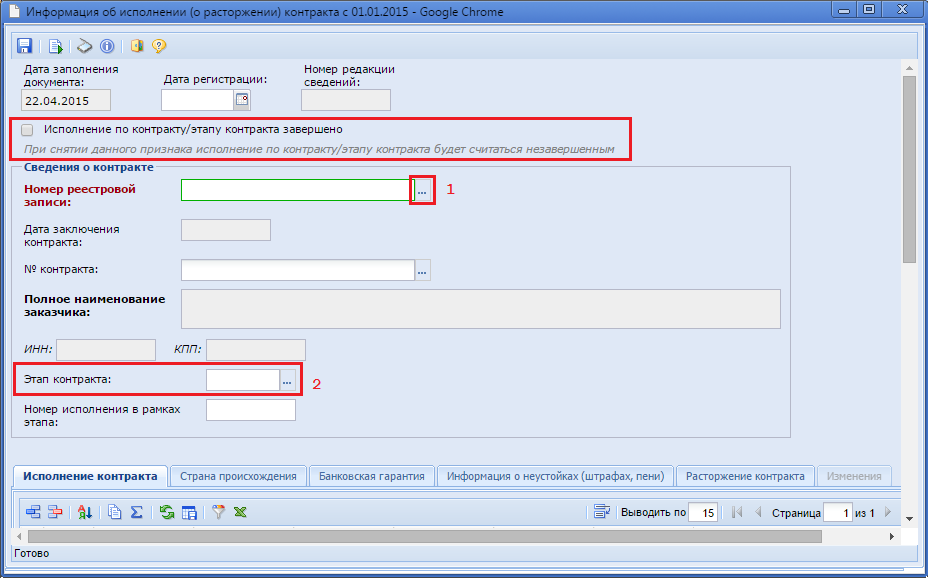 Информация об исполнении (о расторжении) контракта с 01.01.2015 - Google Chrome
Дата заполнения документа:
Дата регистрации:
Номер редакции сведений:
22.04.2015
Исполнение по контракту/этапу контракта завершено
При снятии данного признака исполнение по контракту/этапу контракта будет считаться незавершенным
Сведения о контракте
Номер реестровой
записи:
... 1
Дата заключения
контракта:
№ контракта: ...
Полное наименование
заказчика:
ИНН: КПП:
Этап контракта: ... 2
Номер исполнения в рамках
этапа:
Исполнение контракта Страна происхождения Банковская гарантия Информация о неустойках (штрафах, пени) Расторжение контракта Изменения
Выводить по 15 Страница 1 из 1
Готово